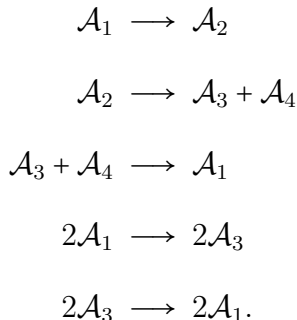 𝒜₁ ⟶ 𝒜₂
𝒜₂ ⟶ 𝒜₃ + 𝒜₄
𝒜₃ + 𝒜₄ ⟶ 𝒜₁
2𝒜₁ ⟶ 2𝒜₃
2𝒜₃ ⟶ 2𝒜₁.